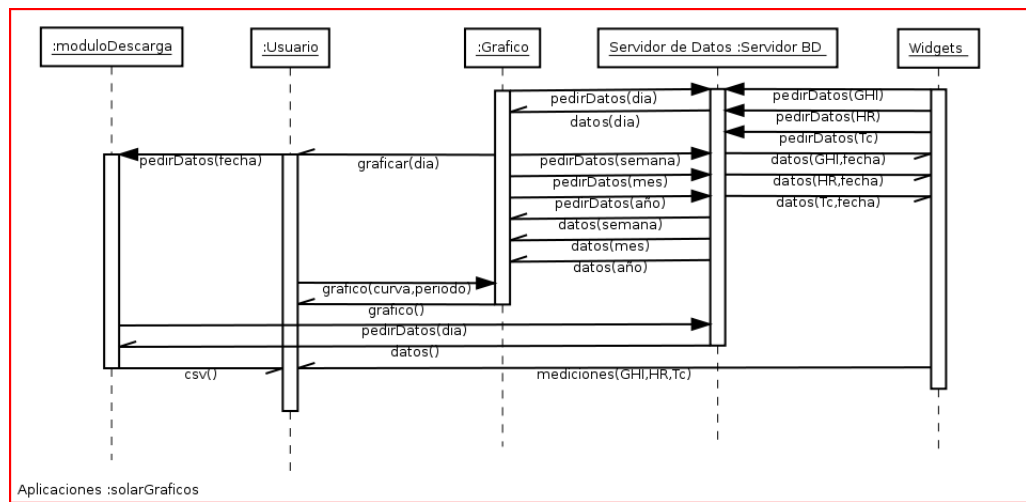 :moduloDescarga
:Usuario
:Grafico
Servidor de Datos :Servidor BD
Widgets
pedirDatos(dia)
pedirDatos(GHI)
datos(dia)
pedirDatos(HR)
pedirDatos(Tc)
pedirDatos(fecha)
graficar(dia)
pedirDatos(semana)
datos(GHI,fecha)
pedirDatos(mes)
datos(HR,fecha)
pedirDatos(año)
datos(Tc,fecha)
datos(semana)
datos(mes)
datos(año)
grafico(curva,periodo)
grafico()
pedirDatos(dia)
datos()
csv()
mediciones(GHI,HR,Tc)
Aplicaciones :solarGraficos